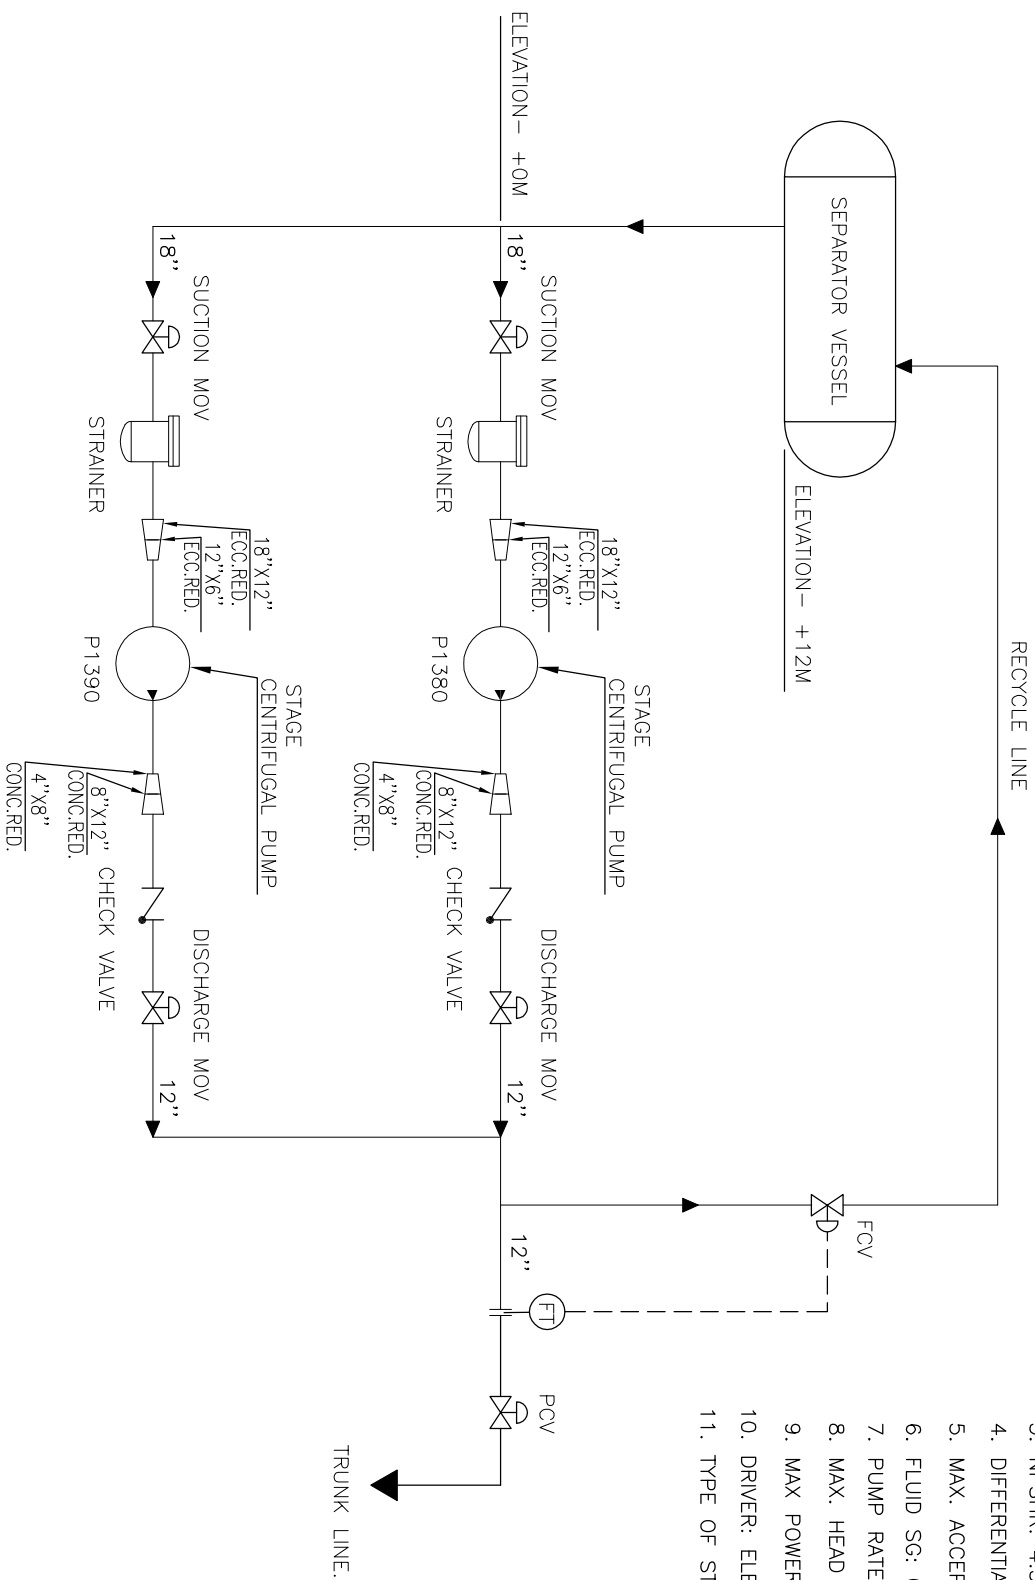 4. DIFFERENTIA
5. MAX. ACCEP
6. FLUID SG:
7. PUMP RATE
8. MAX. HEAD
9. MAX POWER
10. DRIVER: ELE
11. TYPE OF ST
RECYCLE LINE
FCV
SEPARATOR VESSEL
ELEVATION- +12M
ELEVATION- +0M
18"
SUCTION MOV
STRAINER
18"X12"
ECC.RED.
12"X6"
ECC.RED.
STAGE
CENTRIFUGAL PUMP
P1380
8"X12"
CONC.RED.
4"X8"
CONC.RED.
CHECK VALVE
DISCHARGE MOV
12"
12"
FT
PCV
TRUNK LINE.
18"
SUCTION MOV
STRAINER
18"X12"
ECC.RED.
12"X6"
ECC.RED.
STAGE
CENTRIFUGAL PUMP
P1390
8"X12"
CONC.RED.
4"X8"
CONC.RED.
CHECK VALVE
DISCHARGE MOV
12"